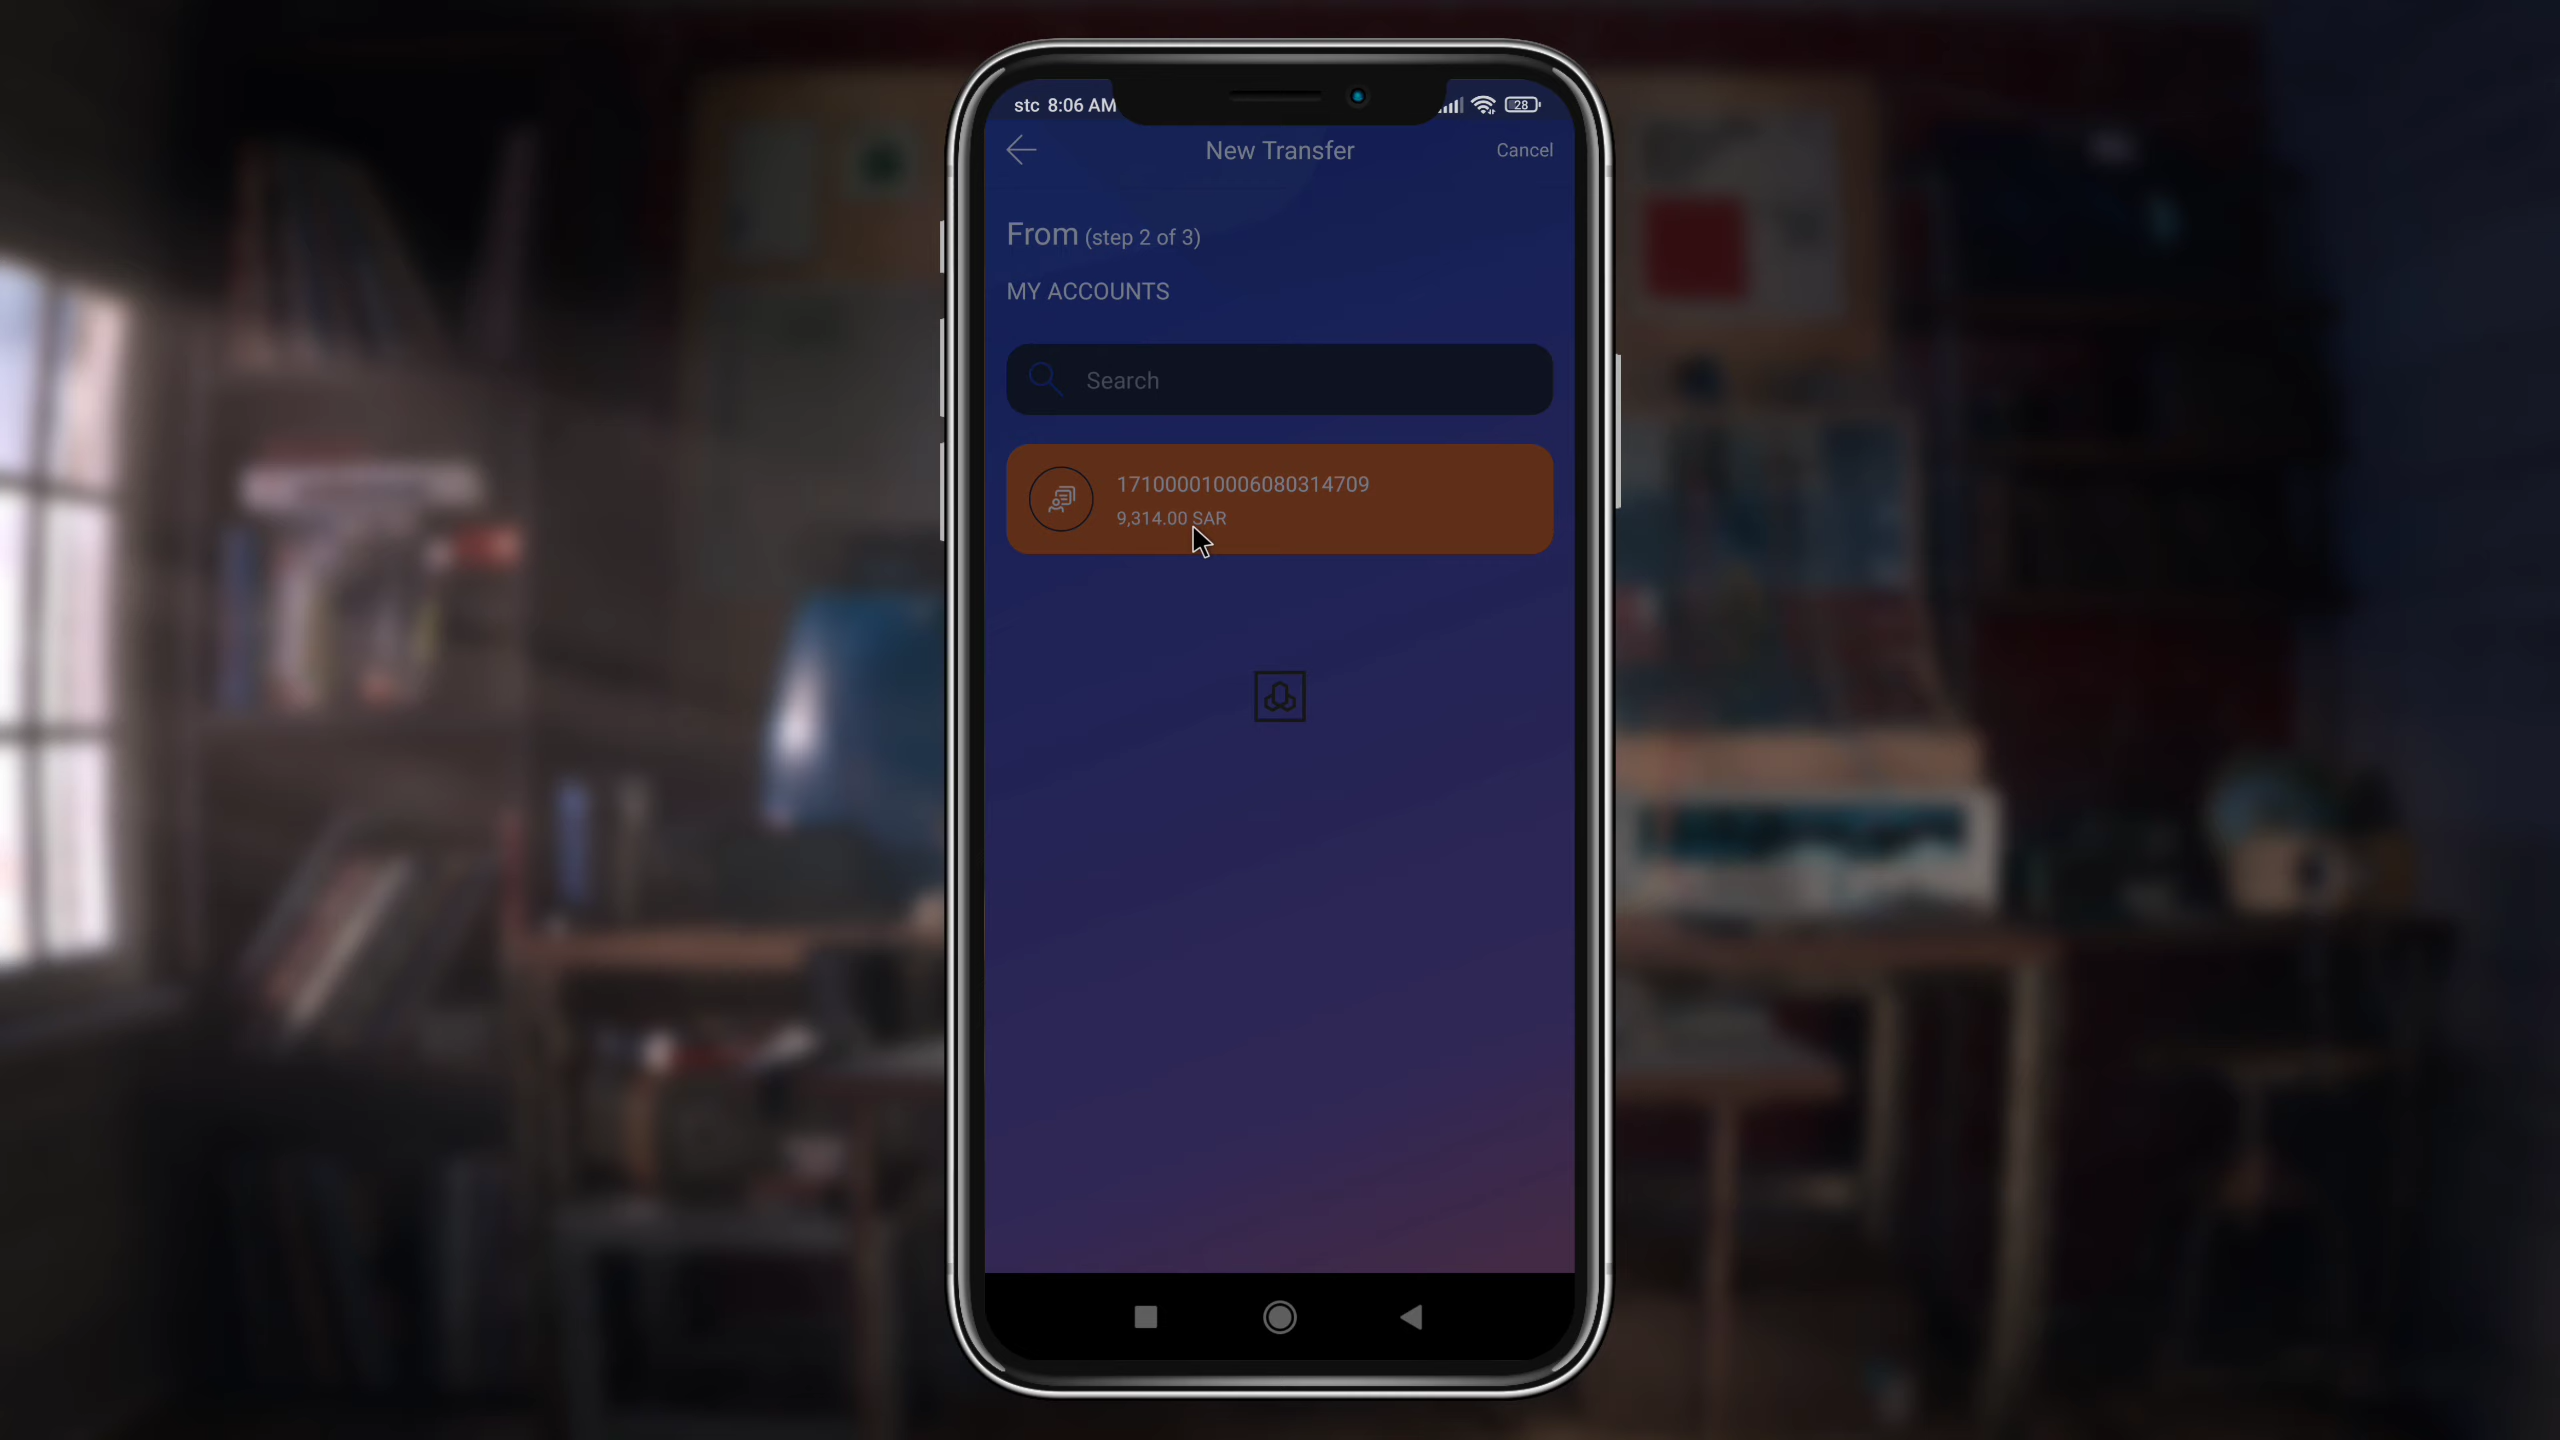 stc 8:06 AM
28
New Transfer
Cancel
From (step 2 of 3)
MY ACCOUNTS
Search
171000010006080314709
9,314.00 SAR